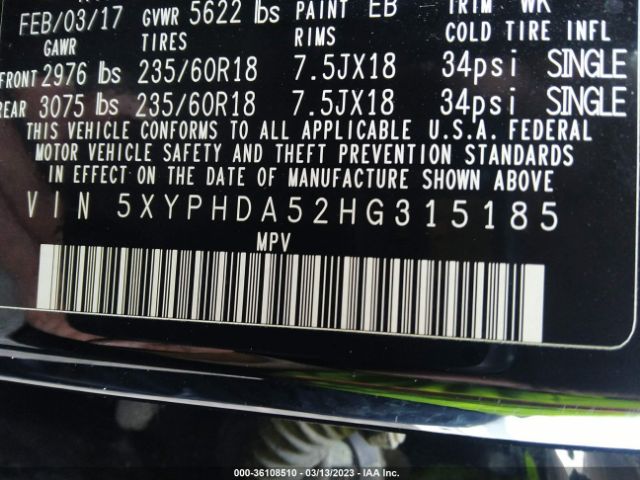 FEB/03/17 GVWR 5622 lbs PAINT EB TRIM WK
GAWR TIRES RIMS COLD TIRE INFL
FRONT 2976 lbs 235/60R18 7.5JX18 34psi SINGLE
REAR 3075 lbs 235/60R18 7.5JX18 34psi SINGLE
THIS VEHICLE CONFORMS TO ALL APPLICABLE U.S.A. FEDERAL
MOTOR VEHICLE SAFETY AND THEFT PREVENTION STANDARDS
IN EFFECT ON THE DATE OF MANUFACTURE SHOWN ABOVE
VIN 5XYPHDA52HG315185
MPV
000-36108510 - 03/13/2023 - IAA Inc.